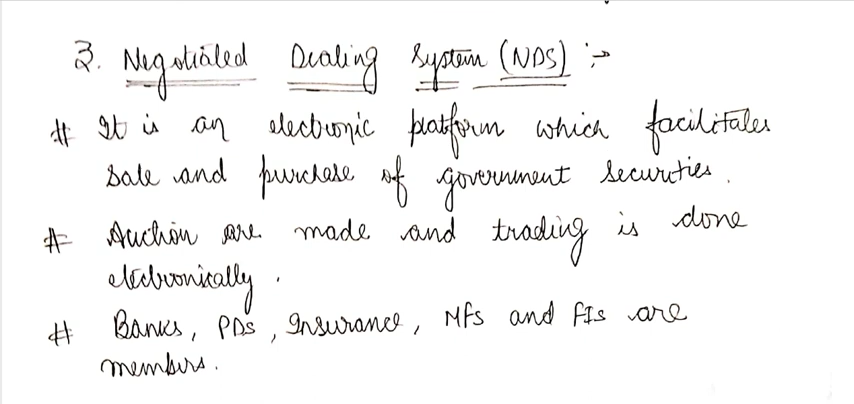 3. Negotiated Dealing System (NDS) :-
# It is an electronic platform which facilitates
sale and purchase of government securities.
# Auction are made and trading is done
electronically.
# Banks, PDs, Insurance, MFs and FIs are
members.